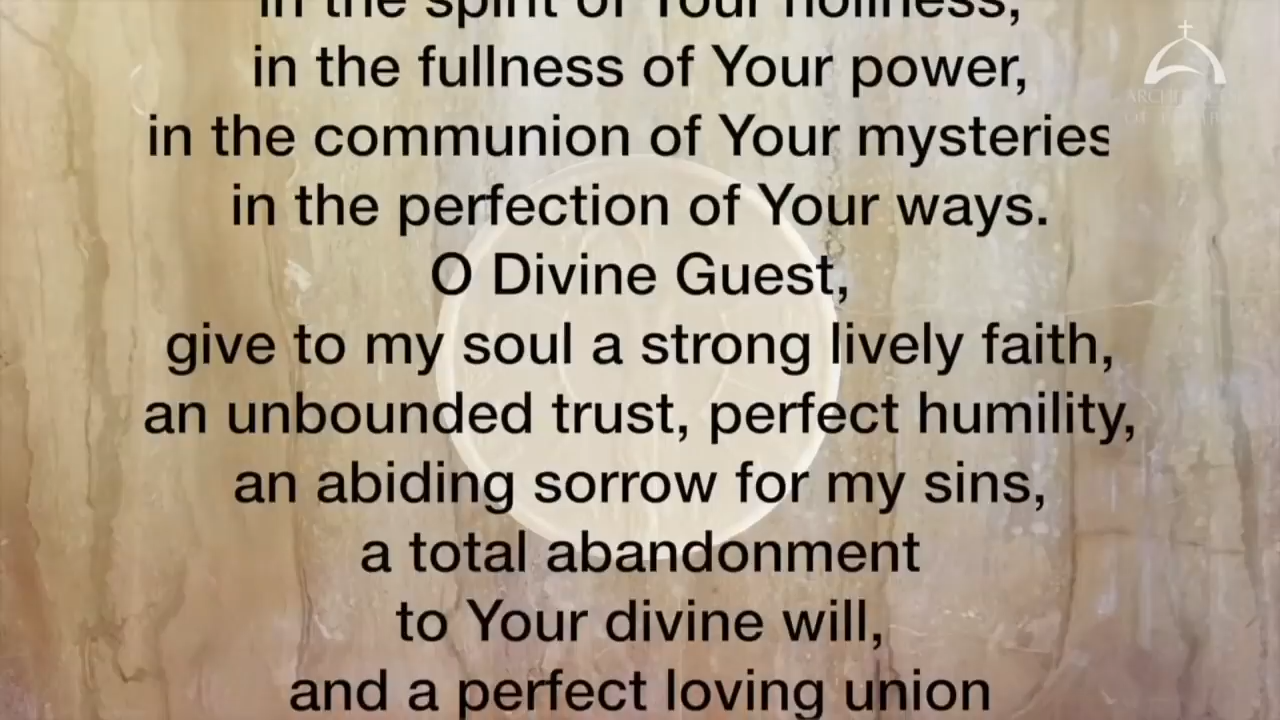 in the spirit of Your holiness,
in the fullness of Your power,
in the communion of Your mysteries
in the perfection of Your ways.
O Divine Guest,
give to my soul a strong lively faith,
an unbounded trust, perfect humility,
an abiding sorrow for my sins,
a total abandonment
to Your divine will,
and a perfect loving union